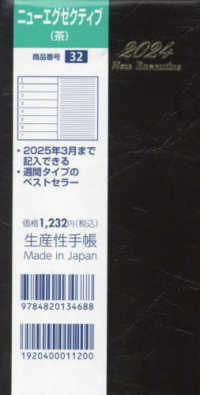 ニューエグゼクティブ
(茶)
商品番号 32
・2025年3月まで
記入できる
・週間タイプの
ベストセラー
価格1,232円(税込)
生産性手帳
Made in Japan
9784820134688
1920400011200
2024
New Executive